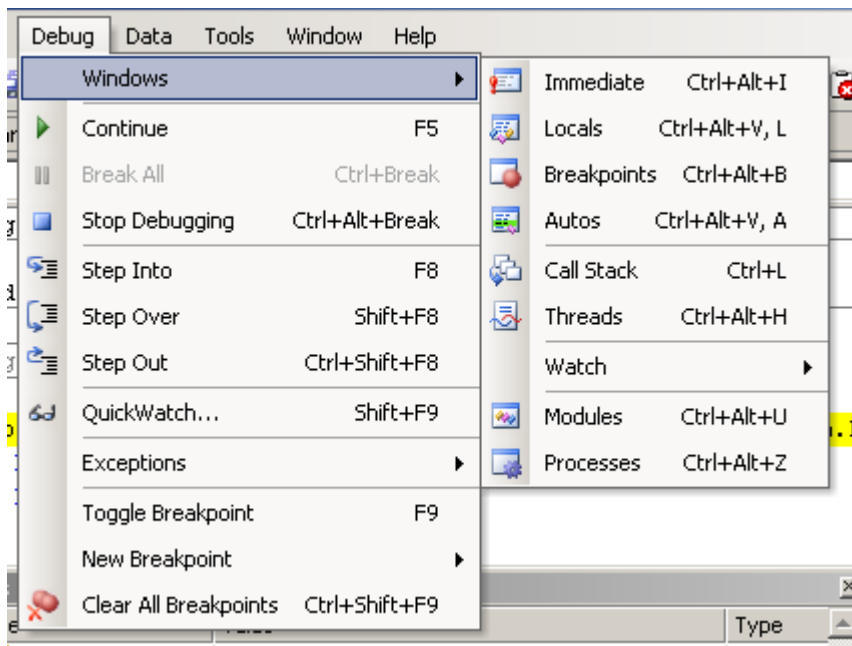 Debug Data Tools Window Help
Windows
Continue F5
Break All Ctrl+Break
Stop Debugging Ctrl+Alt+Break
Step Into F8
Step Over Shift+F8
Step Out Ctrl+Shift+F8
QuickWatch... Shift+F9
Exceptions
Toggle Breakpoint F9
New Breakpoint
Clear All Breakpoints Ctrl+Shift+F9
Immediate Ctrl+Alt+I
Locals Ctrl+Alt+V, L
Breakpoints Ctrl+Alt+B
Autos Ctrl+Alt+V, A
Call Stack Ctrl+L
Threads Ctrl+Alt+H
Watch
Modules Ctrl+Alt+U
Processes Ctrl+Alt+Z
Type